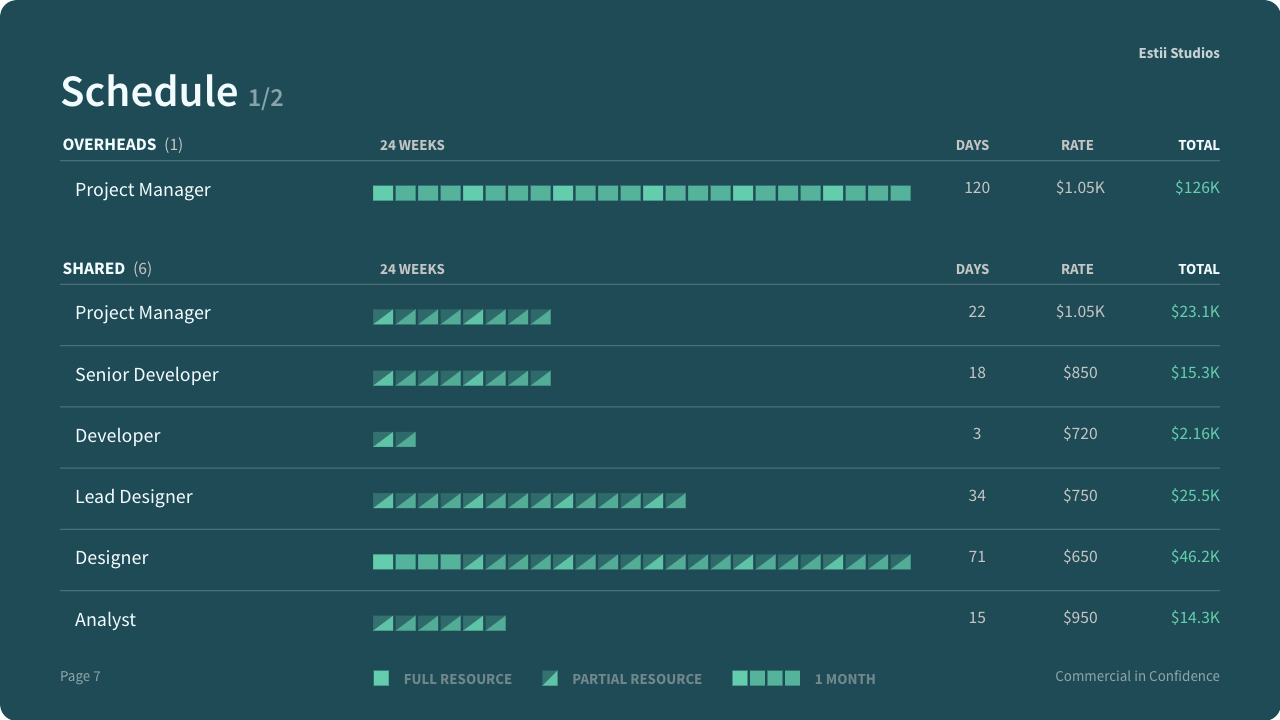 Estii Studios
Schedule 1/2
OVERHEADS (1) 24 WEEKS DAYS RATE TOTAL
Project Manager 120 $1.05K $126K
SHARED (6) 24 WEEKS DAYS RATE TOTAL
Project Manager 22 $1.05K $23.1K
Senior Developer 18 $850 $15.3K
Developer 3 $720 $2.16K
Lead Designer 34 $750 $25.5K
Designer 71 $650 $46.2K
Analyst 15 $950 $14.3K
Page 7 FULL RESOURCE PARTIAL RESOURCE 1 MONTH Commercial in Confidence